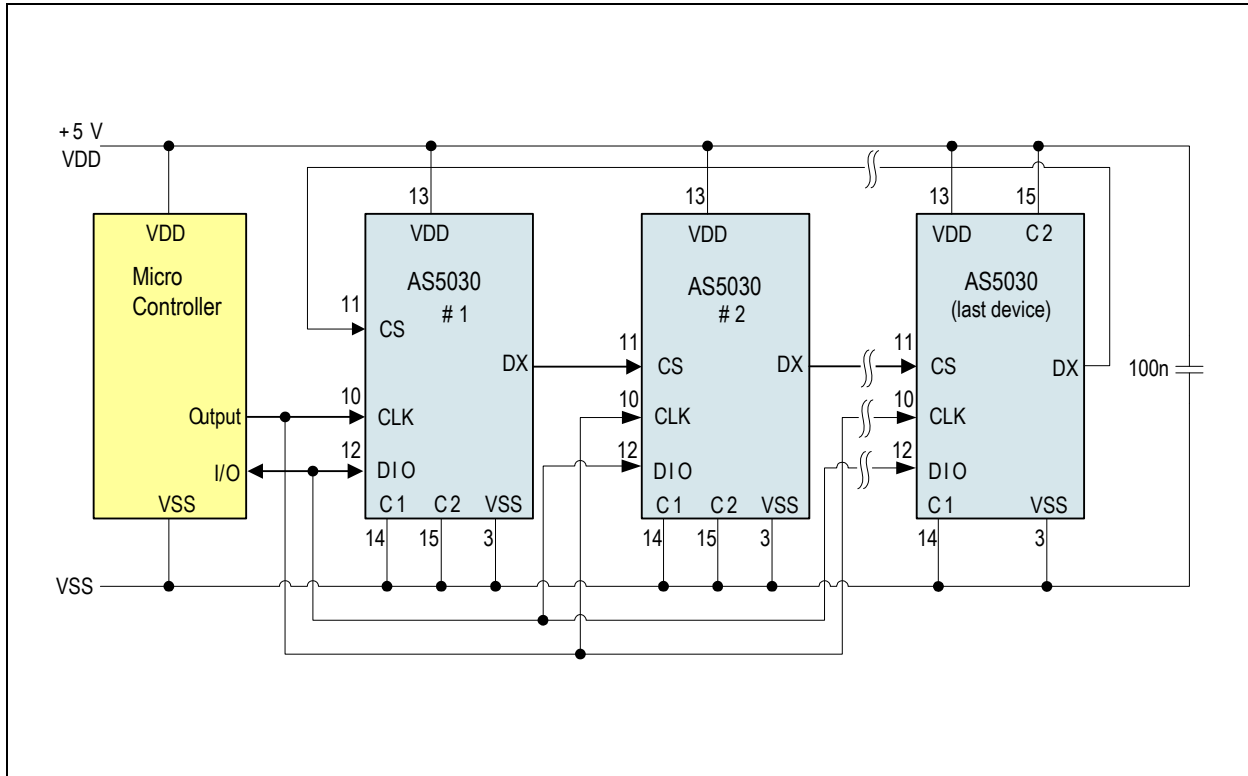 +5 V
VDD
13
13
13
15
VDD
Micro
Controller
Output
I/O
VSS
VDD
AS5030
# 1
11
CS
DX
10
CLK
12
DIO
C1 C2 VSS
14 15 3
VDD
AS5030
# 2
11
CS
DX
10
CLK
12
DIO
C1 C2 VSS
14 15 3
VDD C2
AS5030
(last device)
11
CS
DX
10
CLK
12
DIO
C1 VSS
14 3
100n
VSS